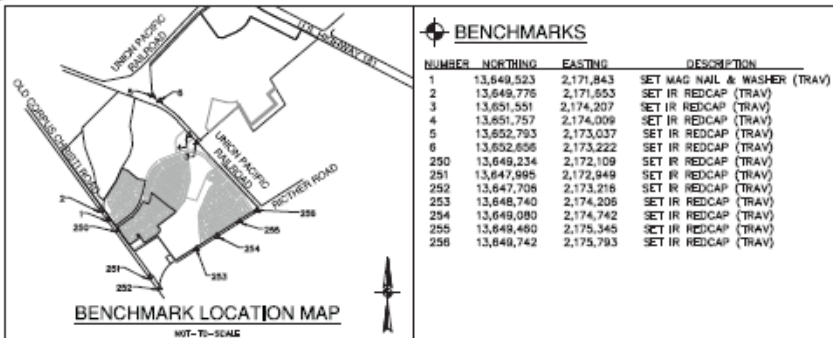 UNION PACIFIC
RAILROAD
U.S. HIGHWAY
OLD CORPUS CHRISTI ROAD
UNION PACIFIC
RAILROAD
RICTHER ROAD
5
6
4
3
2
1
250
256
255
254
253
251
252
BENCHMARK LOCATION MAP
NOT-TO-SCALE
BENCHMARKS
NUMBER NORTHING EASTING DESCRIPTION
1 13,649,523 2,171,843 SET MAG NAIL & WASHER (TRAV)
2 13,649,776 2,171,653 SET IR REDCAP (TRAV)
3 13,651,551 2,174,207 SET IR REDCAP (TRAV)
4 13,651,757 2,174,009 SET IR REDCAP (TRAV)
5 13,652,793 2,173,037 SET IR REDCAP (TRAV)
6 13,652,656 2,173,222 SET IR REDCAP (TRAV)
250 13,649,234 2,172,109 SET IR REDCAP (TRAV)
251 13,647,995 2,172,949 SET IR REDCAP (TRAV)
252 13,647,706 2,173,216 SET IR REDCAP (TRAV)
253 13,648,740 2,174,206 SET IR REDCAP (TRAV)
254 13,649,080 2,174,742 SET IR REDCAP (TRAV)
255 13,649,460 2,175,345 SET IR REDCAP (TRAV)
256 13,649,742 2,175,793 SET IR REDCAP (TRAV)